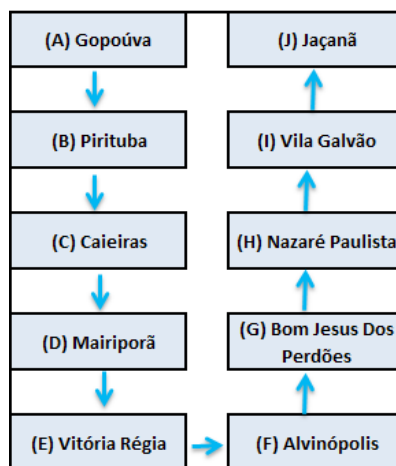 (A) Gopoúva
(B) Pirituba
(C) Caieiras
(D) Mairiporã
(E) Vitória Régia
(F) Alvinópolis
(G) Bom Jesus Dos
Perdões
(H) Nazaré Paulista
(I) Vila Galvão
(J) Jaçanã